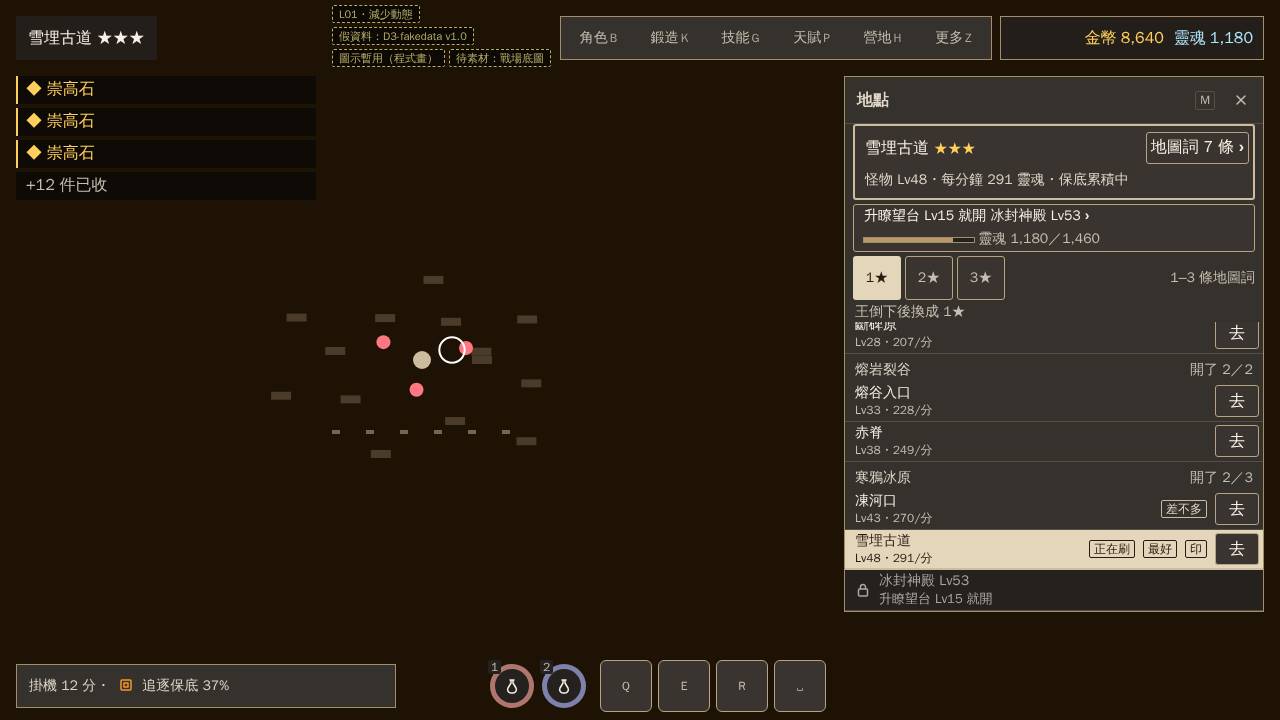 雪埋古道 ★★★
L01・減少動態
假資料：D3-fakedata v1.0
圖示暫用（程式畫） 待素材：戰場底圖
角色B 鍛造K 技能G 天賦P 營地H 更多Z
金幣 8,640 靈魂 1,180
崇高石
崇高石
崇高石
+12 件已收
地點 M ×
雪埋古道 ★★★ 地圖詞 7 條 ›
怪物 Lv48・每分鐘 291 靈魂・保底累積中
升瞭望台 Lv15 就開 冰封神殿 Lv53 ›
靈魂 1,180／1,460
1★ 2★ 3★ 1–3 條地圖詞
王倒下後換成 1★
斷碑原
Lv28・207/分 去
熔岩裂谷 開了 2／2
熔谷入口
Lv33・228/分 去
赤脊
Lv38・249/分 去
寒鴉冰原 開了 2／3
凍河口
Lv43・270/分 差不多 去
雪埋古道
Lv48・291/分 正在刷 最好 印 去
冰封神殿 Lv53
升瞭望台 Lv15 就開
掛機 12 分・ 追逐保底 37%
1 2 Q E R ⎵